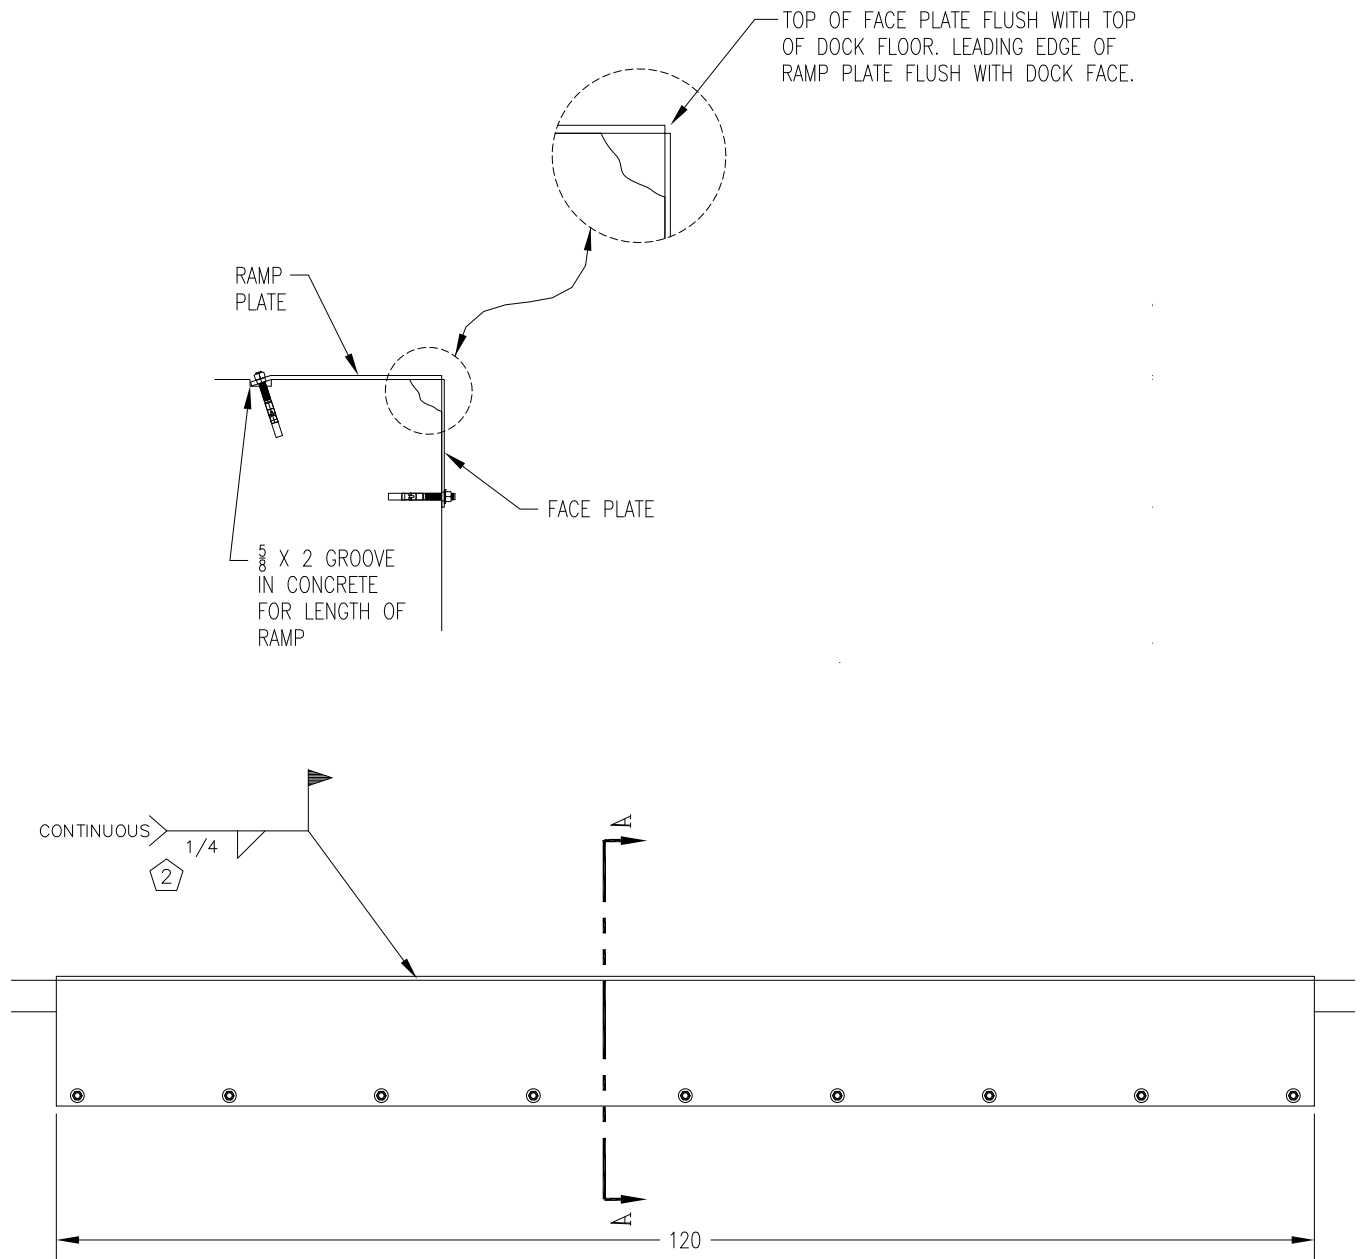 TOP OF FACE PLATE FLUSH WITH TOP
OF DOCK FLOOR. LEADING EDGE OF
RAMP PLATE FLUSH WITH DOCK FACE.
RAMP
PLATE
FACE PLATE
5/8 X 2 GROOVE
IN CONCRETE
FOR LENGTH OF
RAMP
CONTINUOUS
1/4
2
A
A
120